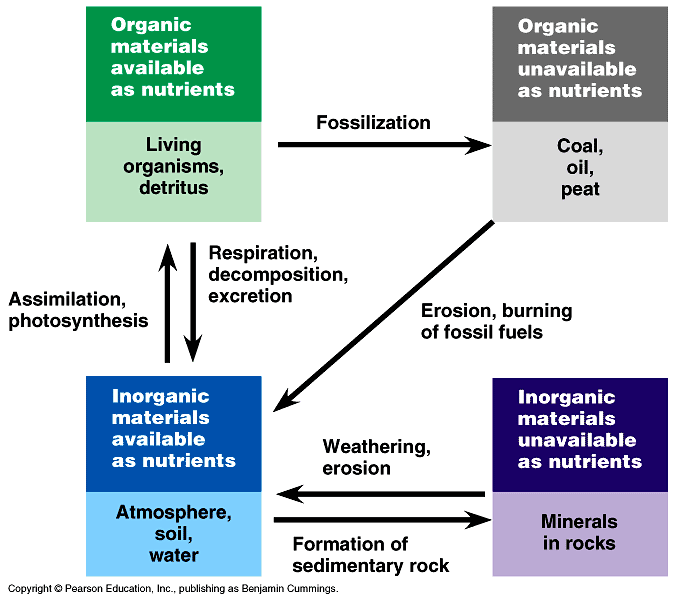 Organic
materials
available
as nutrients
Living
organisms,
detritus
Fossilization
Organic
materials
unavailable
as nutrients
Coal,
oil,
peat
Assimilation,
photosynthesis
Respiration,
decomposition,
excretion
Erosion, burning
of fossil fuels
Inorganic
materials
available
as nutrients
Atmosphere,
soil,
water
Weathering,
erosion
Formation of
sedimentary rock
Inorganic
materials
unavailable
as nutrients
Minerals
in rocks
Copyright © Pearson Education, Inc., publishing as Benjamin Cummings.